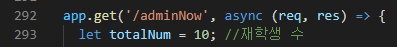 292 app.get('/adminNow', async (req, res) => {
293 let totalNum = 10; //재학생 수